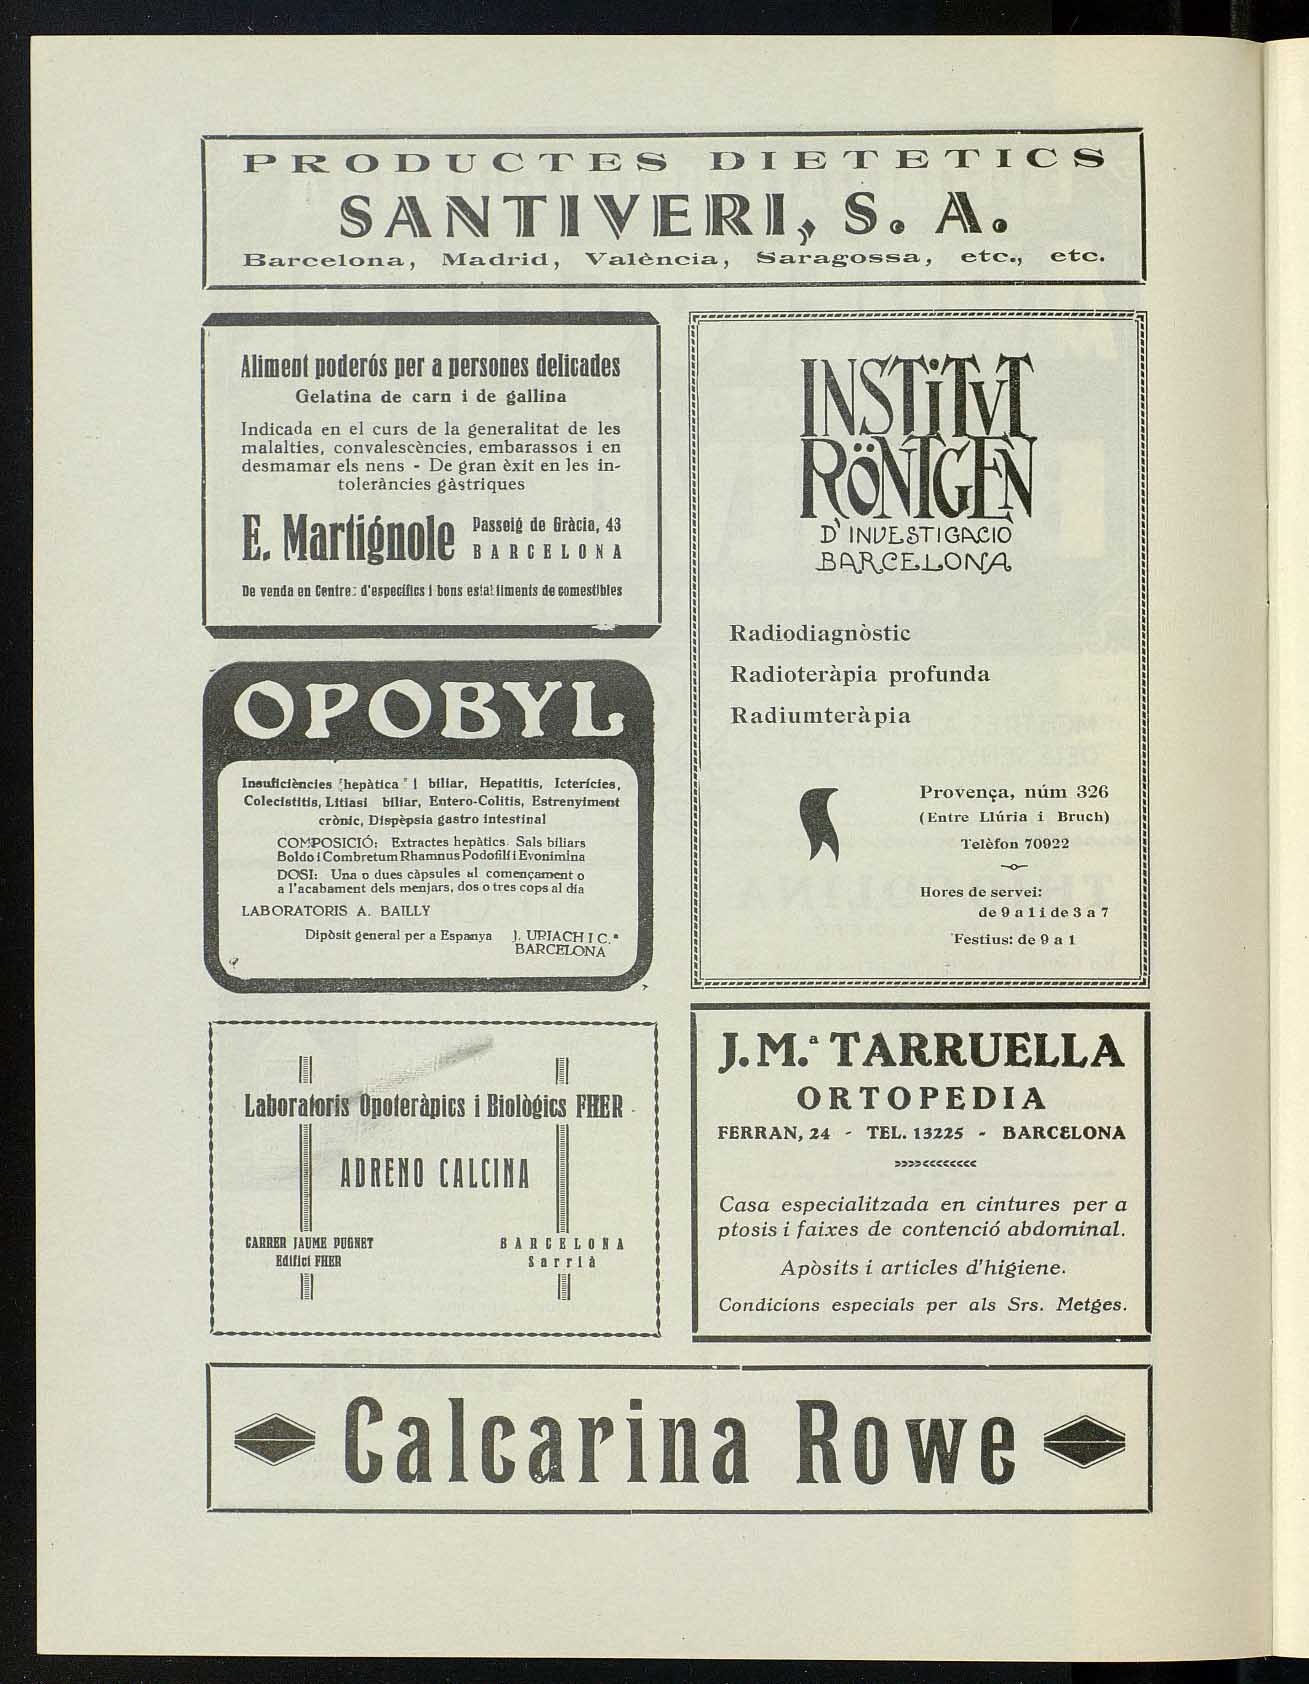 PRODUCTES DIETETICS
SANTIVERI, S. A.
Barcelona, Madrid, València, Saragossa, etc., etc.
Aliment poderós per a persones delicades
Gelatina de carn i de gallina
Indicada en el curs de la generalitat de les
malalties, convalescències, embarassos i en
desmamar els nens - De gran èxit en les in-
toleràncies gàstriques
E. Martignole
Passeig de Gràcia, 43
BARCELONA
De venda en Centres d'específics i bons establiments de comestibles
OPOBYL
Insuficiències hepàtica i biliar, Hepatitis, Icterícies,
Colecistitis, Litiasi biliar, Entero-Colitis, Estrenyiment
crònic, Dispèpsia gastro intestinal
COMPOSICIÓ: Extractes hepàtics. Sals biliars
Boldo i Combretum Rhamnus Podofilí i Evonimina
DOSI: Una o dues càpsules al començament o
a l'acabament dels menjars, dos o tres cops al día
LABORATORIS A. BAILLY
Dipòsit general per a Espanya
J. URIACH I C.ª
BARCELONA
Laboratoris Opoteràpics i Biològics FHER
ADRENO CALCINA
CARRER JAUME PUGNET
Edifici FHER
BARCELONA
Sarrià
INSTITVT
RÖNTGEN
D'INVESTIGACIÓ
BARCELONA
Radiodiagnòstic
Radioteràpia profunda
Radiumteràpia
Provença, núm 326
(Entre Llúria i Bruch)
Telèfon 70922
Hores de servei:
de 9 a 1 i de 3 a 7
Festius: de 9 a 1
J. M.ª TARRUELLA
ORTOPEDIA
FERRAN, 24 - TEL. 13225 - BARCELONA
Casa especialitzada en cintures per a
ptosis i faixes de contenció abdominal.
Apòsits i articles d'higiene.
Condicions especials per als Srs. Metges.
Calcarina Rowe